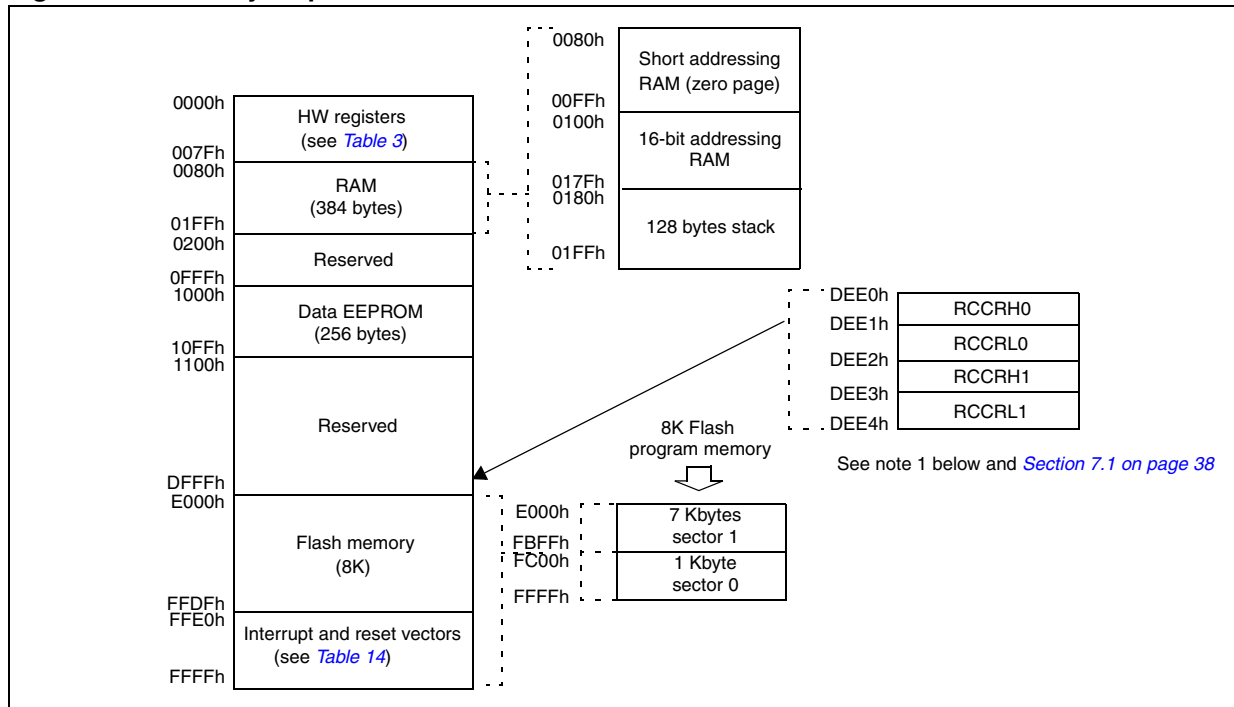 0000h
HW registers
(see Table 3)
007Fh
0080h
RAM
(384 bytes)
01FFh
0200h
Reserved
0FFFh
1000h
Data EEPROM
(256 bytes)
10FFh
1100h
Reserved
DFFFh
E000h
Flash memory
(8K)
FFDFh
FFE0h
Interrupt and reset vectors
(see Table 14)
FFFFh
0080h
Short addressing
RAM (zero page)
00FFh
0100h
16-bit addressing
RAM
017Fh
0180h
128 bytes stack
01FFh
DEE0h
RCCRH0
DEE1h
RCCRL0
DEE2h
RCCRH1
DEE3h
RCCRL1
DEE4h
See note 1 below and Section 7.1 on page 38
8K Flash
program memory
E000h
7 Kbytes
sector 1
FBFFh
FC00h
1 Kbyte
sector 0
FFFFh